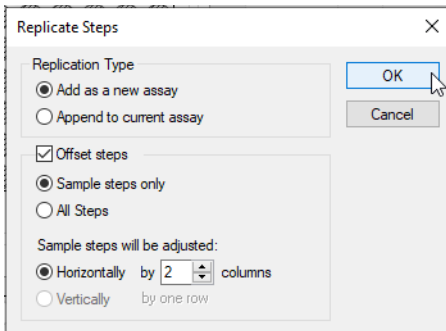 Replicate Steps
Replication Type
Add as a new assay
Append to current assay
OK
Cancel
Offset steps
Sample steps only
All Steps
Sample steps will be adjusted:
Horizontally by 2 columns
Vertically by one row